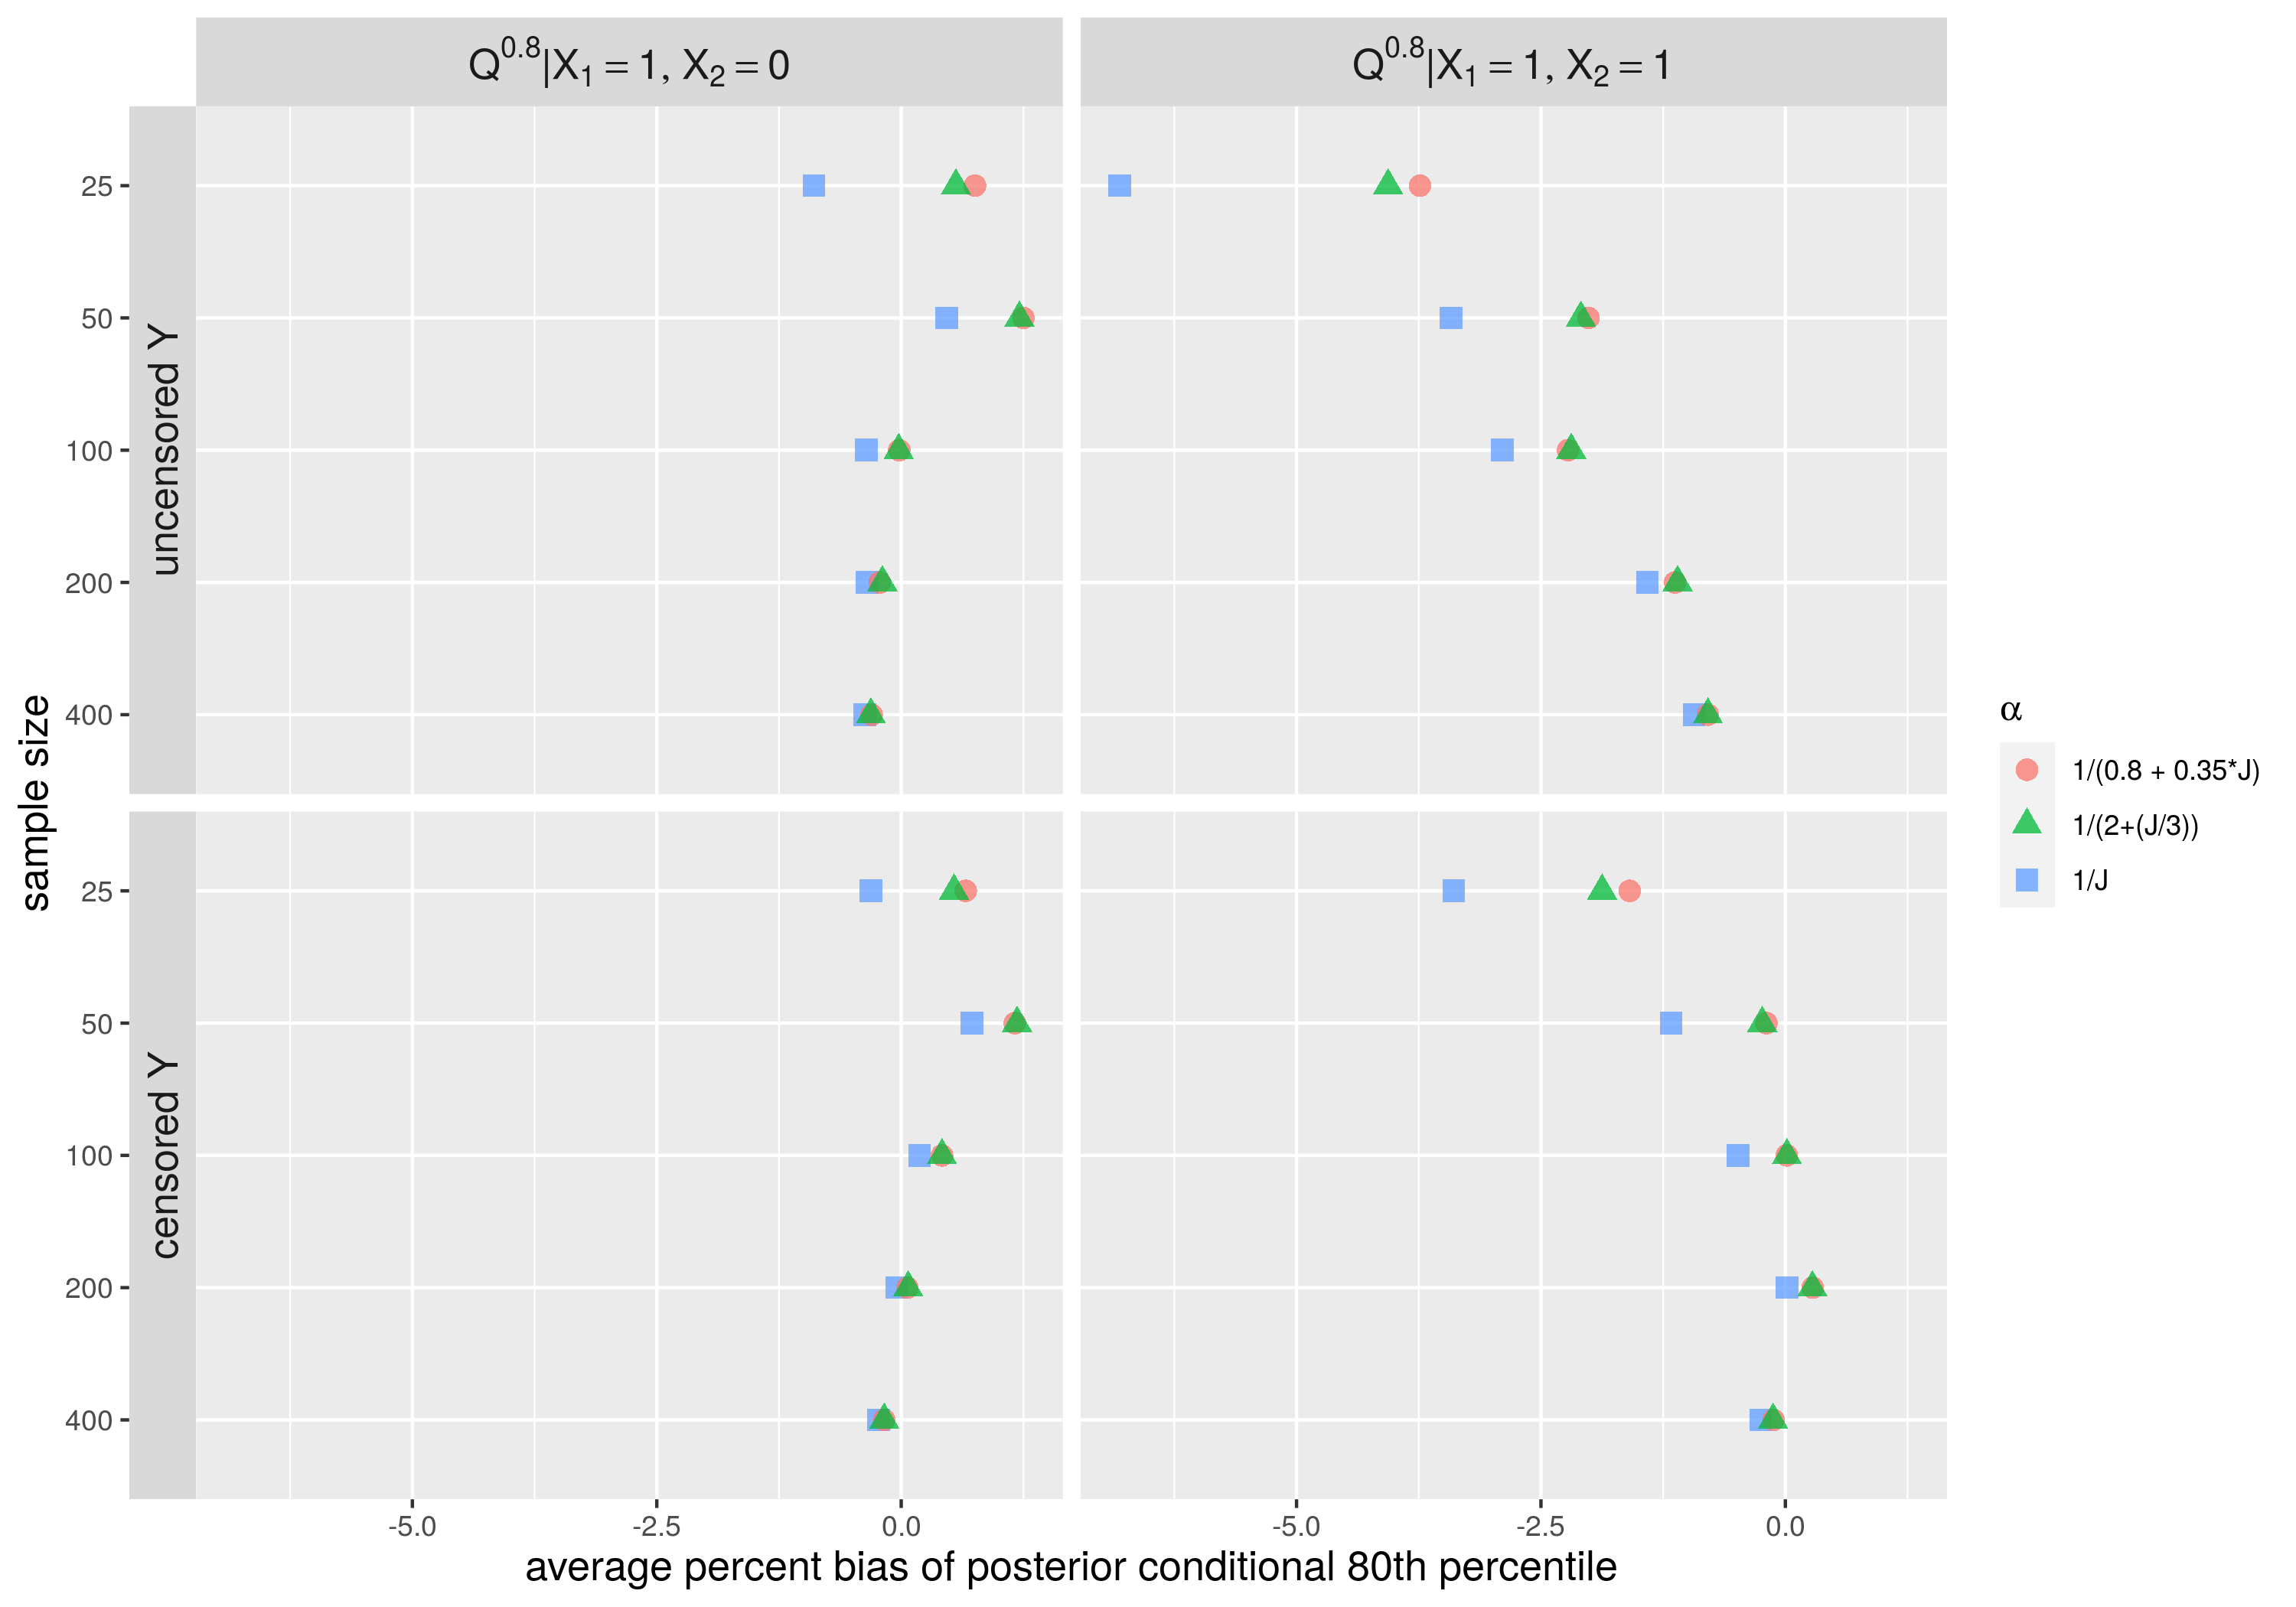 Q^0.8|X₁ = 1, X₂ = 0
Q^0.8|X₁ = 1, X₂ = 1
sample size
uncensored Y
25
50
100
200
400
censored Y
25
50
100
200
400
-5.0 -2.5 0.0
-5.0 -2.5 0.0
average percent bias of posterior conditional 80th percentile
α
1/(0.8 + 0.35*J)
1/(2+(J/3))
1/J